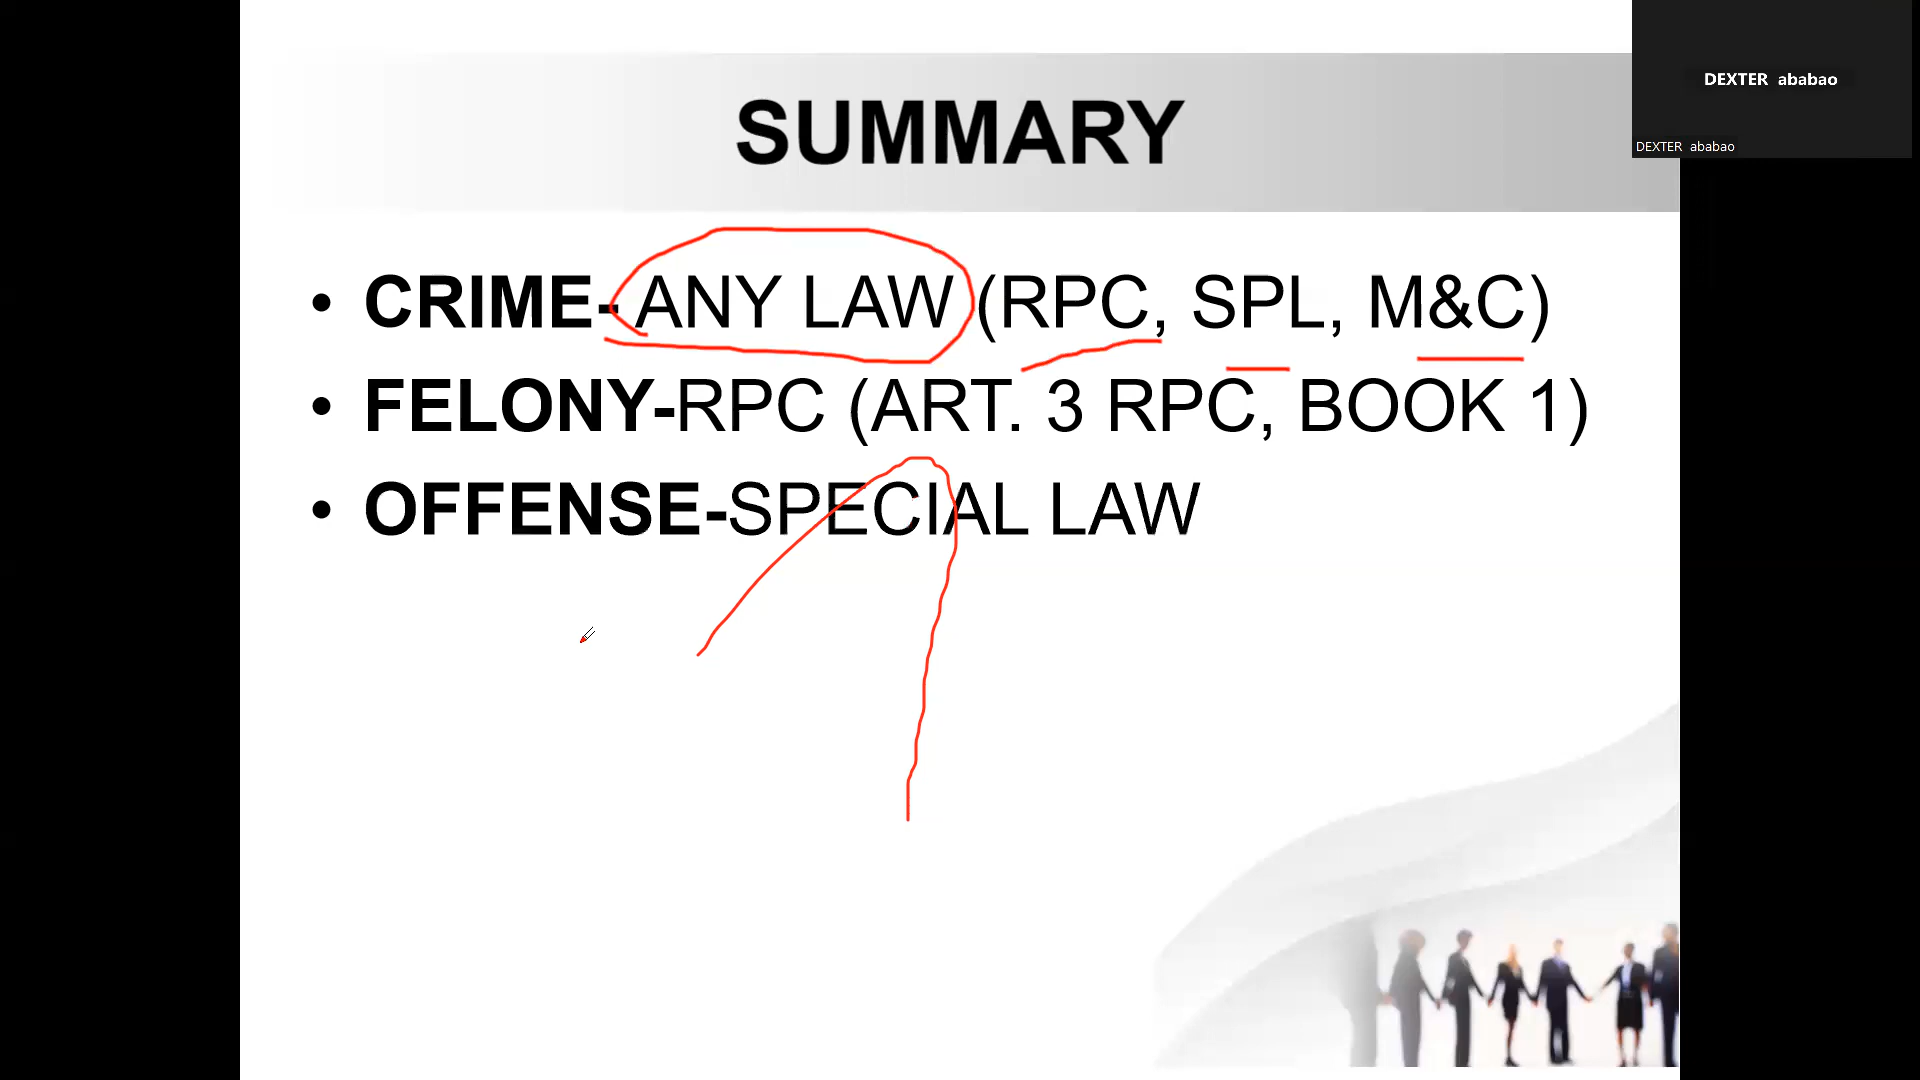 SUMMARY
DEXTER ababao
DEXTER ababao
• CRIME- ANY LAW (RPC, SPL, M&C)
• FELONY-RPC (ART. 3 RPC, BOOK 1)
• OFFENSE-SPECIAL LAW